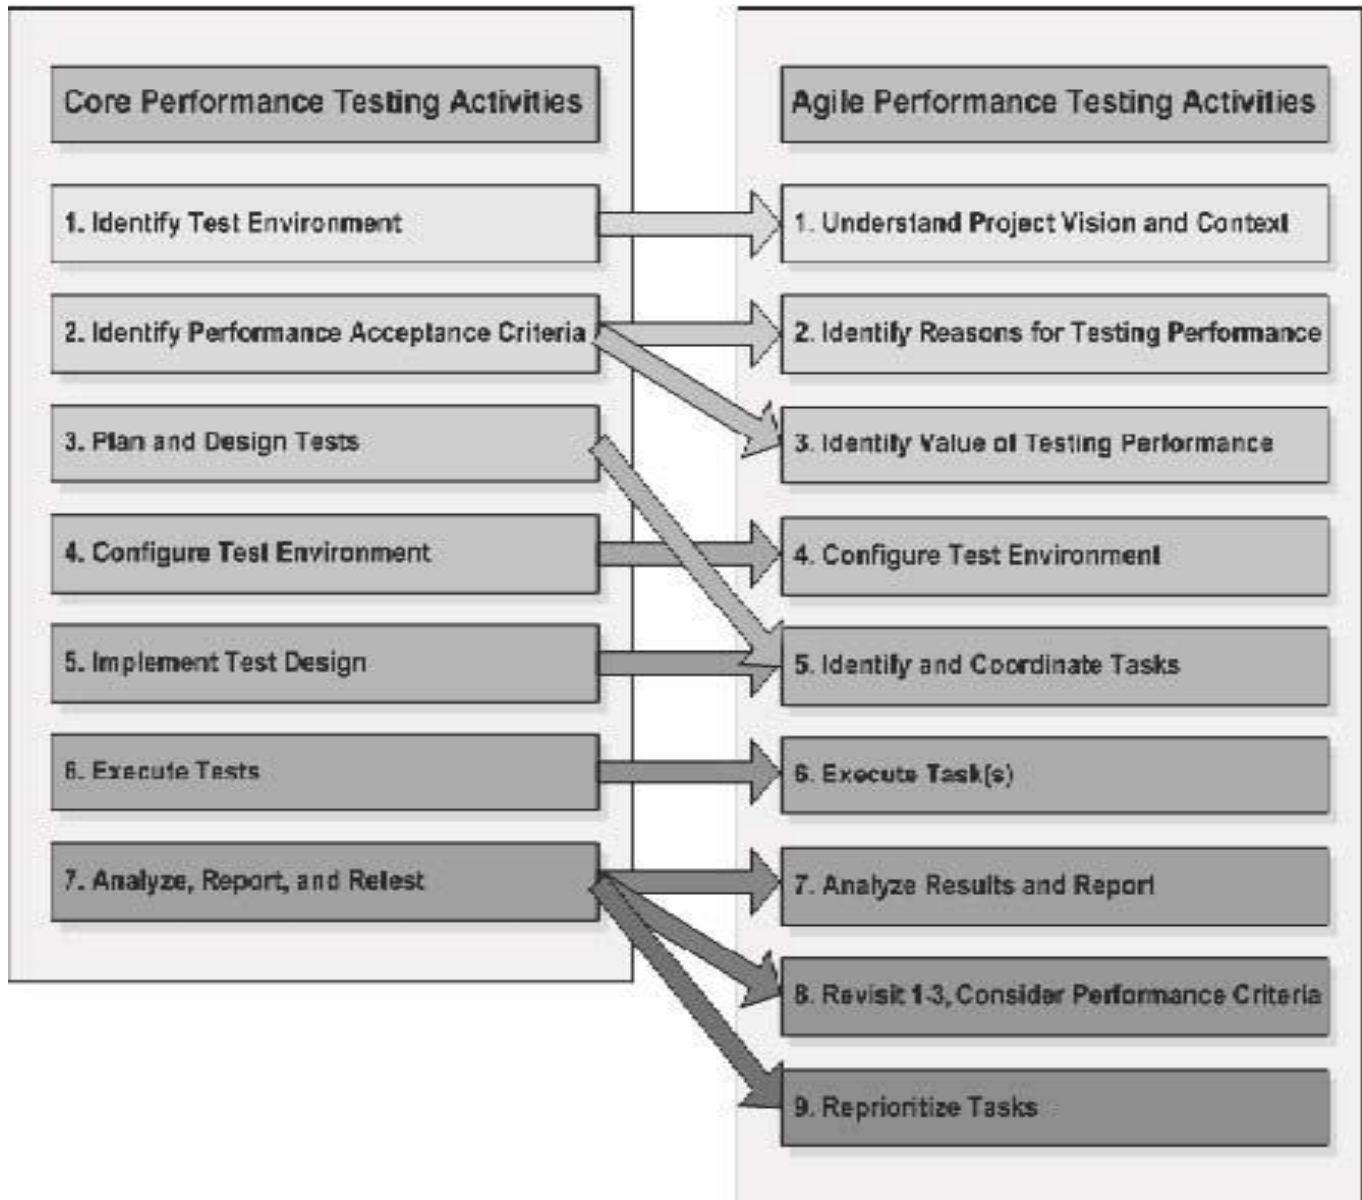 Core Performance Testing Activities
1. Identify Test Environment
2. Identify Performance Acceptance Criteria
3. Plan and Design Tests
4. Configure Test Environment
5. Implement Test Design
6. Execute Tests
7. Analyze, Report, and Retest
Agile Performance Testing Activities
1. Understand Project Vision and Context
2. Identify Reasons for Testing Performance
3. Identify Value of Testing Performance
4. Configure Test Environment
5. Identify and Coordinate Tasks
6. Execute Task(s)
7. Analyze Results and Report
8. Revisit 1-3, Consider Performance Criteria
9. Reprioritize Tasks